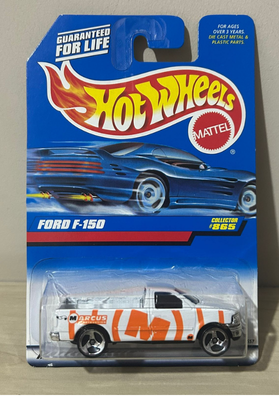 GUARANTEED
FOR LIFE
FOR AGES
OVER 3 YEARS.
DIE CAST METAL &
PLASTIC PARTS.
Hot Wheels
MATTEL
FORD F-150
COLLECTOR
#865
MARCUS